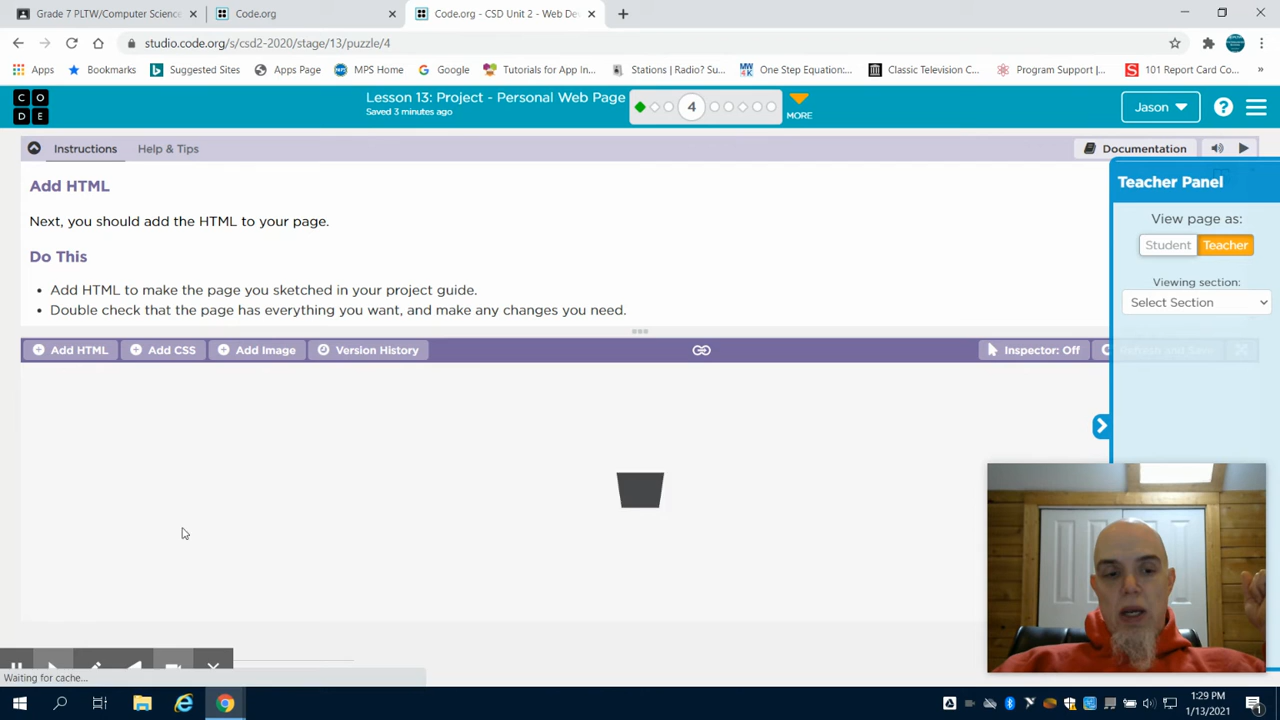 Grade 7 PLTW/Computer Science
Code.org
Code.org - CSD Unit 2 - Web De
studio.code.org/s/csd2-2020/stage/13/puzzle/4
Apps
Bookmarks
Suggested Sites
Apps Page
MPS Home
Google
Tutorials for App In...
Stations | Radio? Su...
One Step Equation:...
Classic Television C...
Program Support |...
101 Report Card Co...
C O
D E
Lesson 13: Project - Personal Web Page
Saved 3 minutes ago
4
MORE
Jason
?
Instructions
Help & Tips
Documentation
Add HTML
Next, you should add the HTML to your page.
Do This
• Add HTML to make the page you sketched in your project guide.
• Double check that the page has everything you want, and make any changes you need.
Teacher Panel
View page as:
Student
Teacher
Viewing section:
Select Section
Add HTML
Add CSS
Add Image
Version History
Inspector: Off
Refresh and Save
Waiting for cache...
1:29 PM
1/13/2021
1